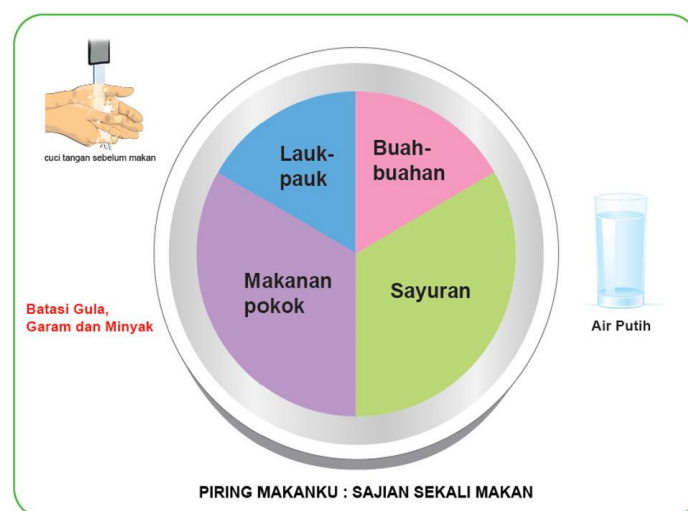 cuci tangan sebelum makan
Lauk-
pauk
Buah-
buahan
Makanan
pokok
Sayuran
Batasi Gula,
Garam dan Minyak
Air Putih
PIRING MAKANKU : SAJIAN SEKALI MAKAN